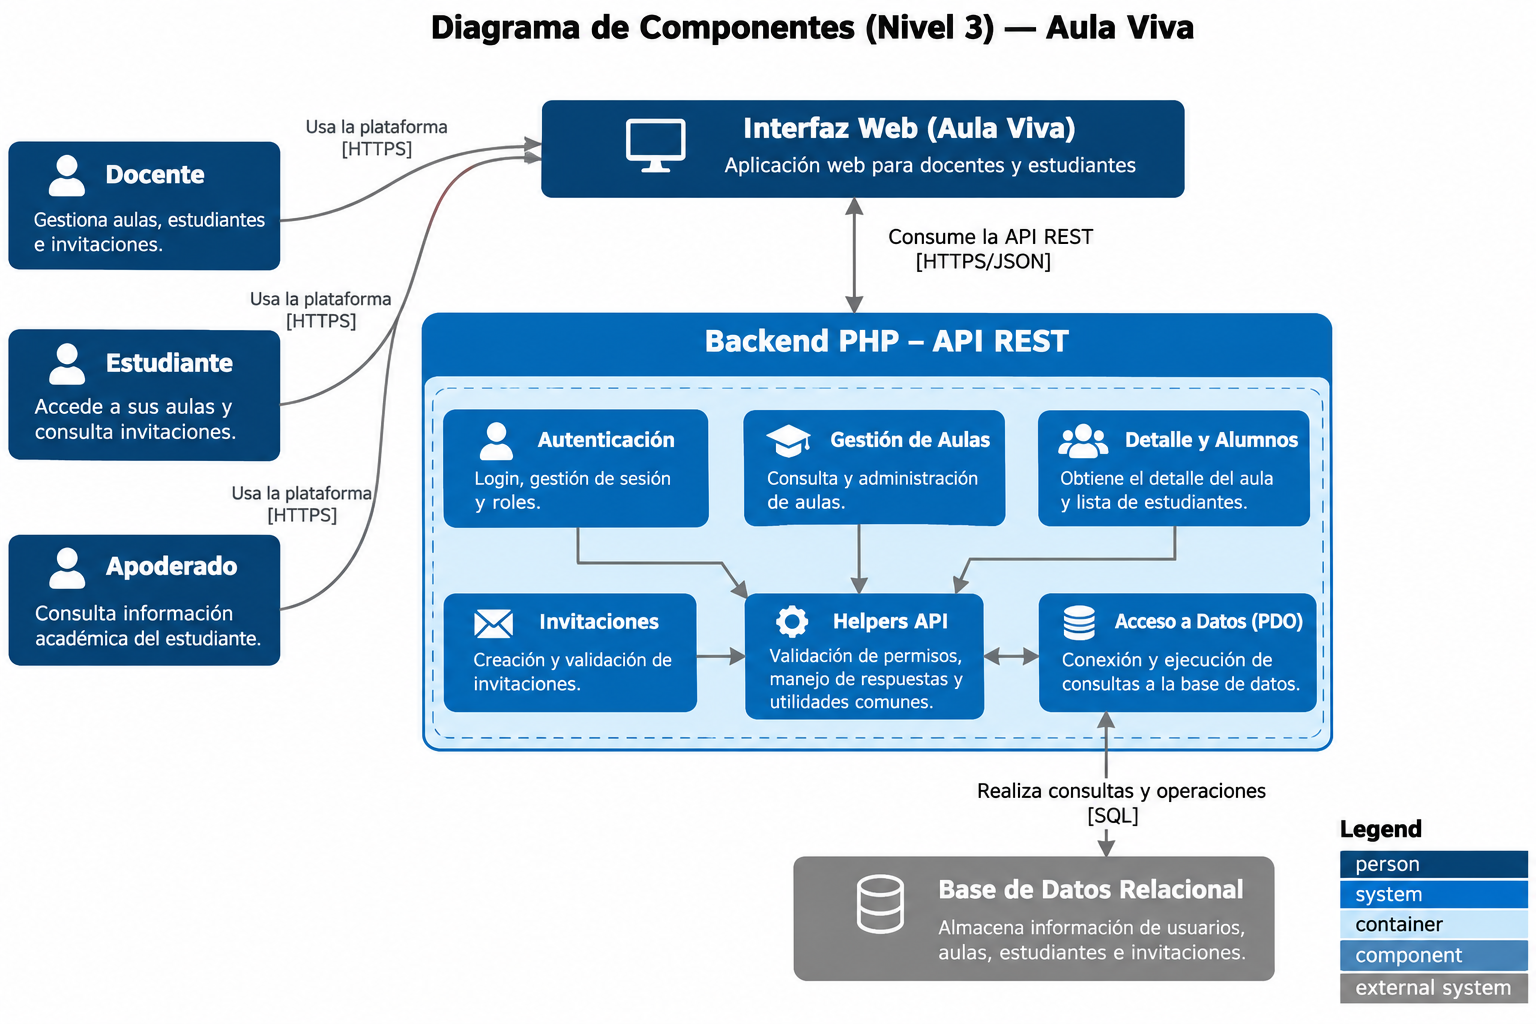 Diagrama de Componentes (Nivel 3) — Aula Viva
Usa la plataforma
[HTTPS]
Docente
Gestiona aulas, estudiantes
e invitaciones.
Interfaz Web (Aula Viva)
Aplicación web para docentes y estudiantes
Consume la API REST
[HTTPS/JSON]
Usa la plataforma
[HTTPS]
Estudiante
Accede a sus aulas y
consulta invitaciones.
Usa la plataforma
[HTTPS]
Apoderado
Consulta información
académica del estudiante.
Backend PHP – API REST
Autenticación
Login, gestión de sesión
y roles.
Gestión de Aulas
Consulta y administración
de aulas.
Detalle y Alumnos
Obtiene el detalle del aula
y lista de estudiantes.
Invitaciones
Creación y validación de
invitaciones.
Helpers API
Validación de permisos,
manejo de respuestas y
utilidades comunes.
Acceso a Datos (PDO)
Conexión y ejecución de
consultas a la base de datos.
Realiza consultas y operaciones
[SQL]
Base de Datos Relacional
Almacena información de usuarios,
aulas, estudiantes e invitaciones.
Legend
person
system
container
component
external system